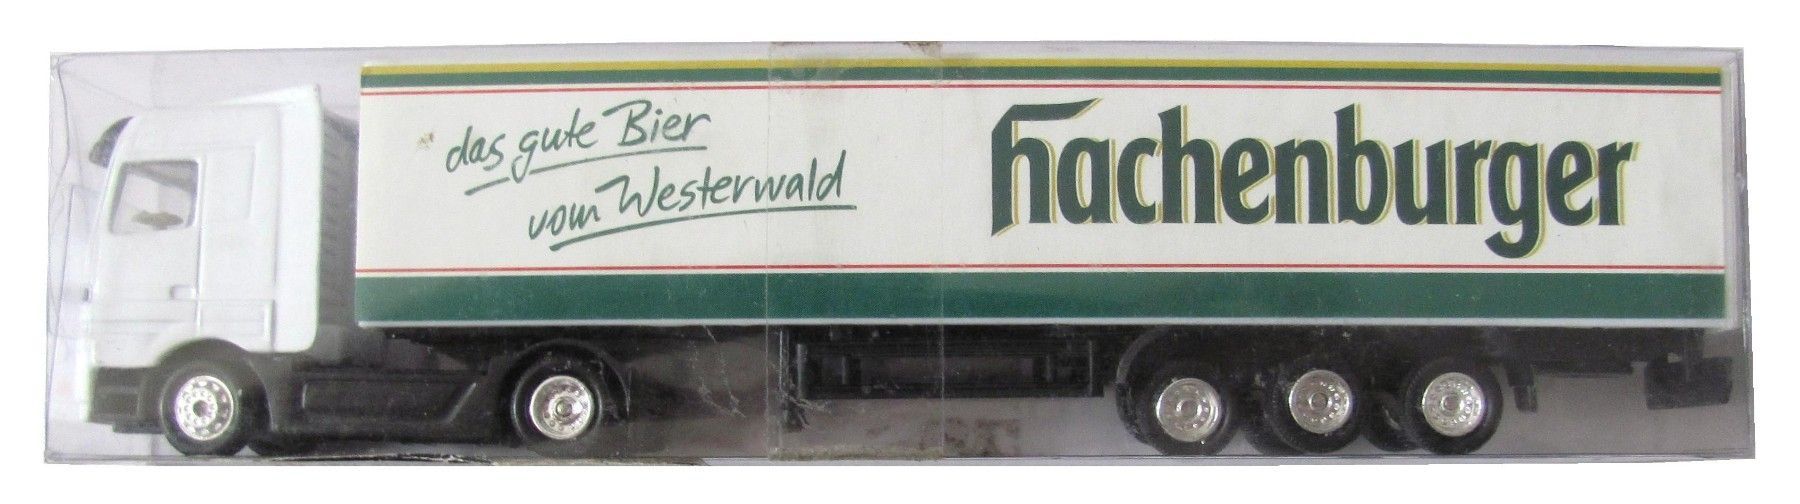 das gute Bier
vom Westerwald
hachenburger